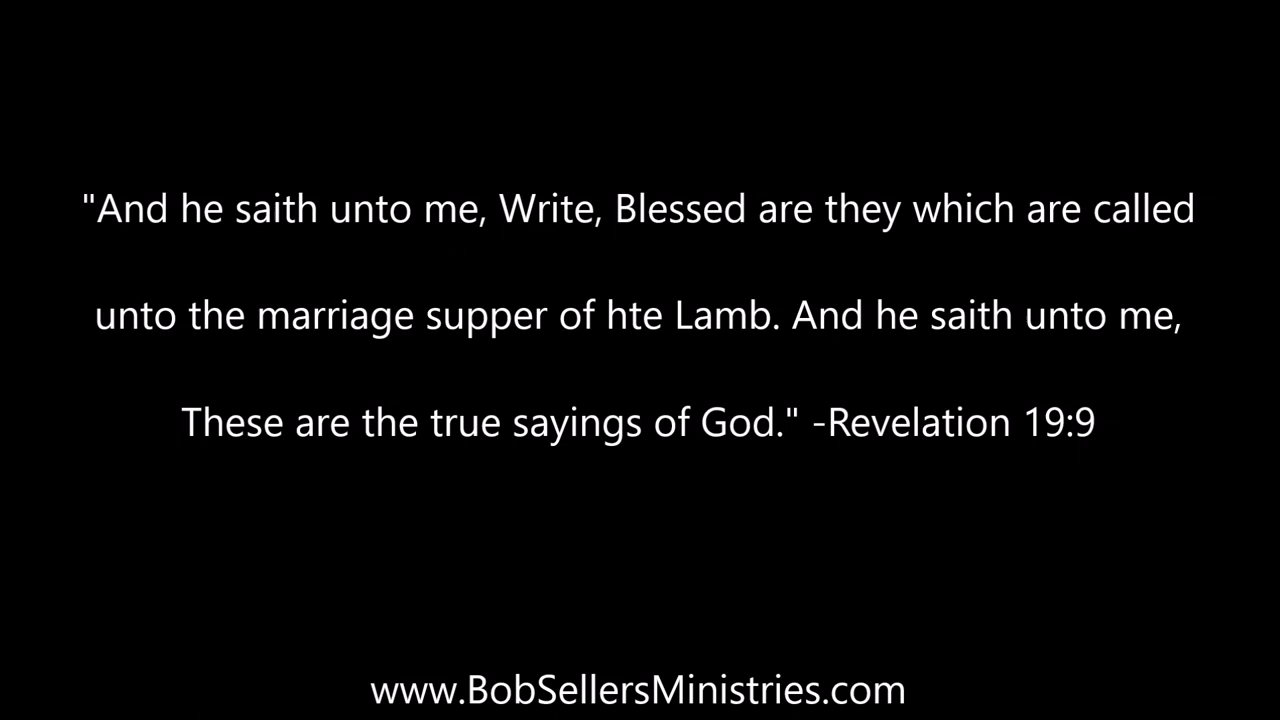 "And he saith unto me, Write, Blessed are they which are called
unto the marriage supper of hte Lamb. And he saith unto me,
These are the true sayings of God." -Revelation 19:9
www.BobSellersMinistries.com